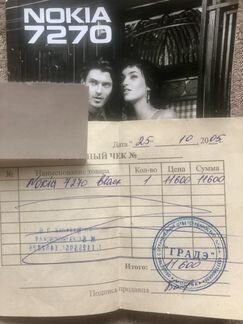 NOKIA
7270
Дата "25" 10 2005
НЫЙ ЧЕК №
№ Наименование товара Кол-во Цена Сумма
Nokia 7270 Black 1 11600 11600
"ГРАДЭ"
Итого: 11600
Подпись продавца